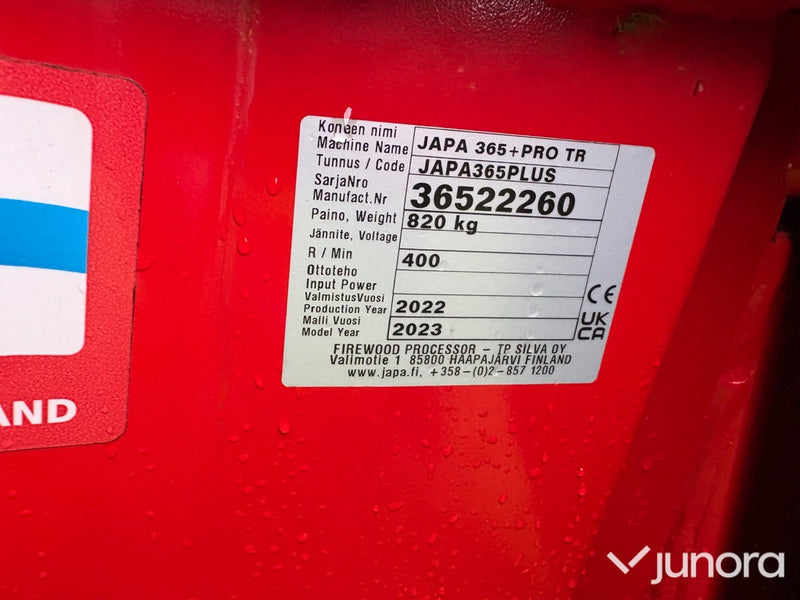 Koneen nimi
Machine Name JAPA 365+PRO TR
Tunnus / Code JAPA365PLUS
SarjaNro
Manufact.Nr 36522260
Paino, Weight 820 kg
Jännite, Voltage
R / Min 400
Ottoteho
Input Power
ValmistusVuosi
Production Year 2022
Malli Vuosi
Model Year 2023
CE
UK
CA
FIREWOOD PROCESSOR - TP SILVA OY
Valimotie 1 85800 HAAPAJÄRVI FINLAND
www.japa.fi, +358-(0)2-857 1200
AND
junora